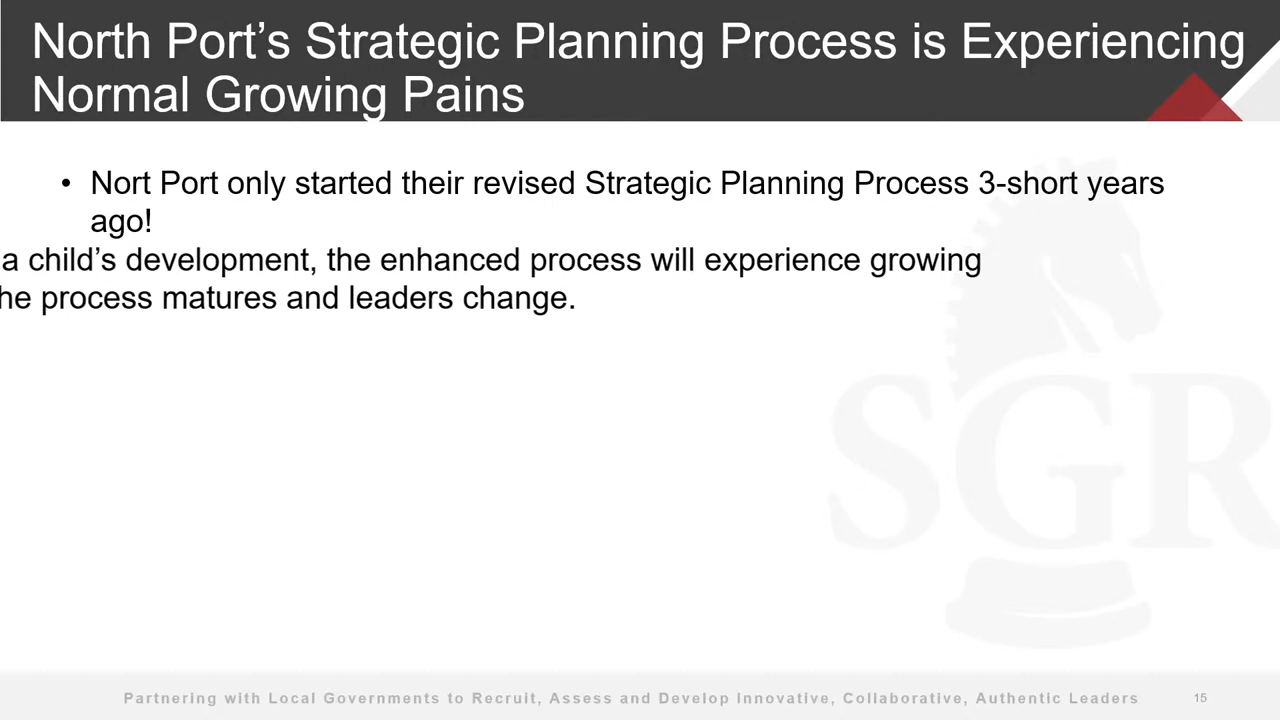 North Port’s Strategic Planning Process is Experiencing
Normal Growing Pains
• Nort Port only started their revised Strategic Planning Process 3-short years
ago!
a child’s development, the enhanced process will experience growing
process matures and leaders change.
SGR
Partnering with Local Governments to Recruit, Assess and Develop Innovative, Collaborative, Authentic Leaders
15